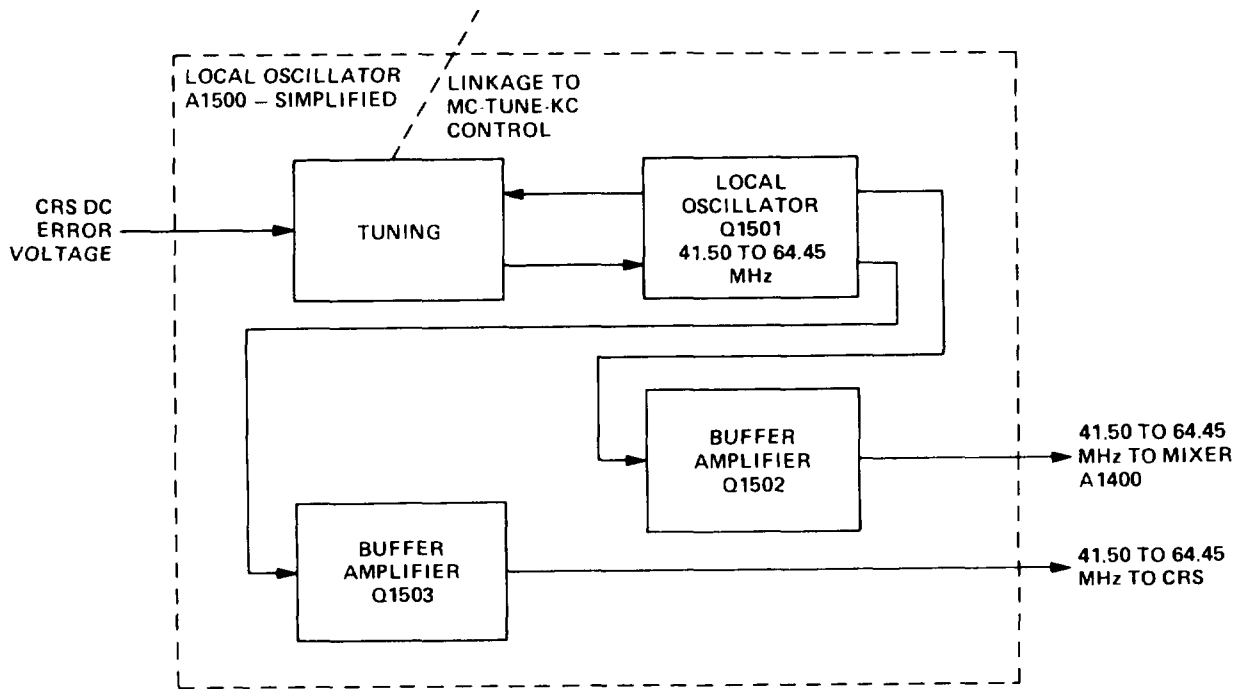 LOCAL OSCILLATOR
A1500 – SIMPLIFIED
LINKAGE TO
MC-TUNE-KC
CONTROL
CRS DC
ERROR
VOLTAGE
TUNING
LOCAL
OSCILLATOR
Q1501
41.50 TO 64.45
MHz
BUFFER
AMPLIFIER
Q1502
41.50 TO 64.45
MHz TO MIXER
A1400
BUFFER
AMPLIFIER
Q1503
41.50 TO 64.45
MHz TO CRS